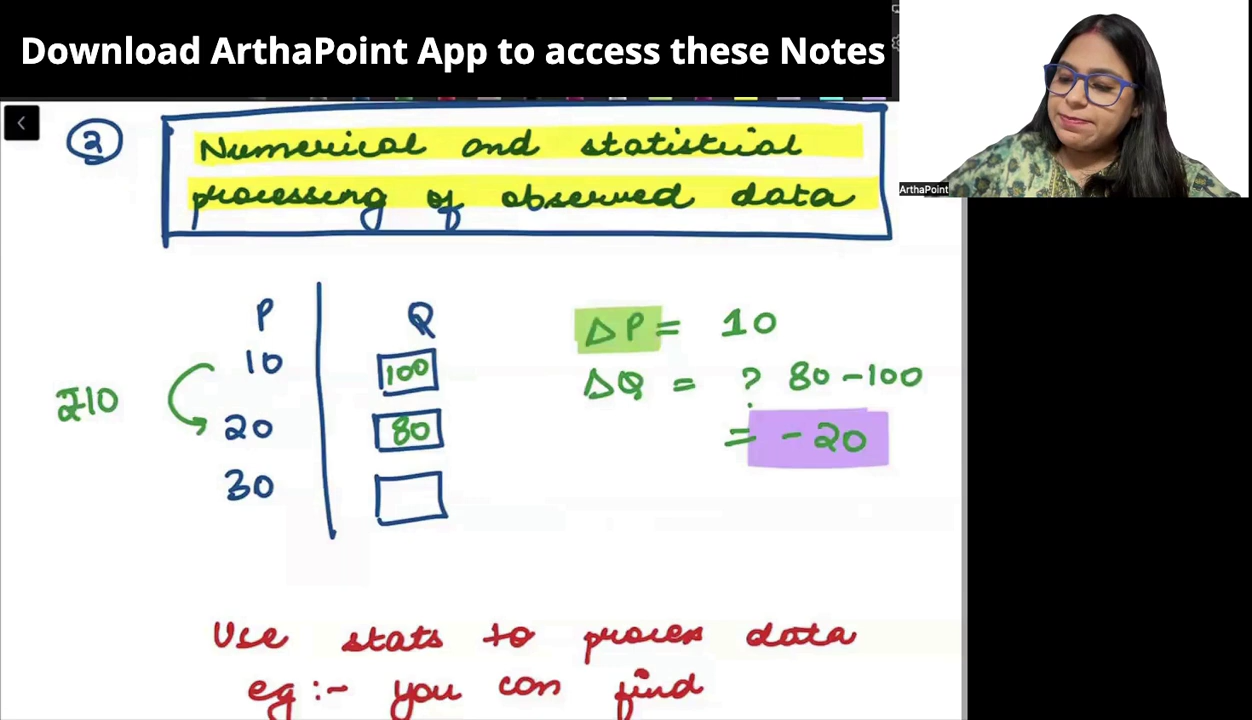 Download ArthaPoint App to access these Notes
ArthaPoint
2
Numerical and statistical
processing of observed data
P Q
10 100
20 80
30
₹10
ΔP = 10
ΔQ = ? 80 - 100
= - 20
Use stats to process data
eg :- you can find